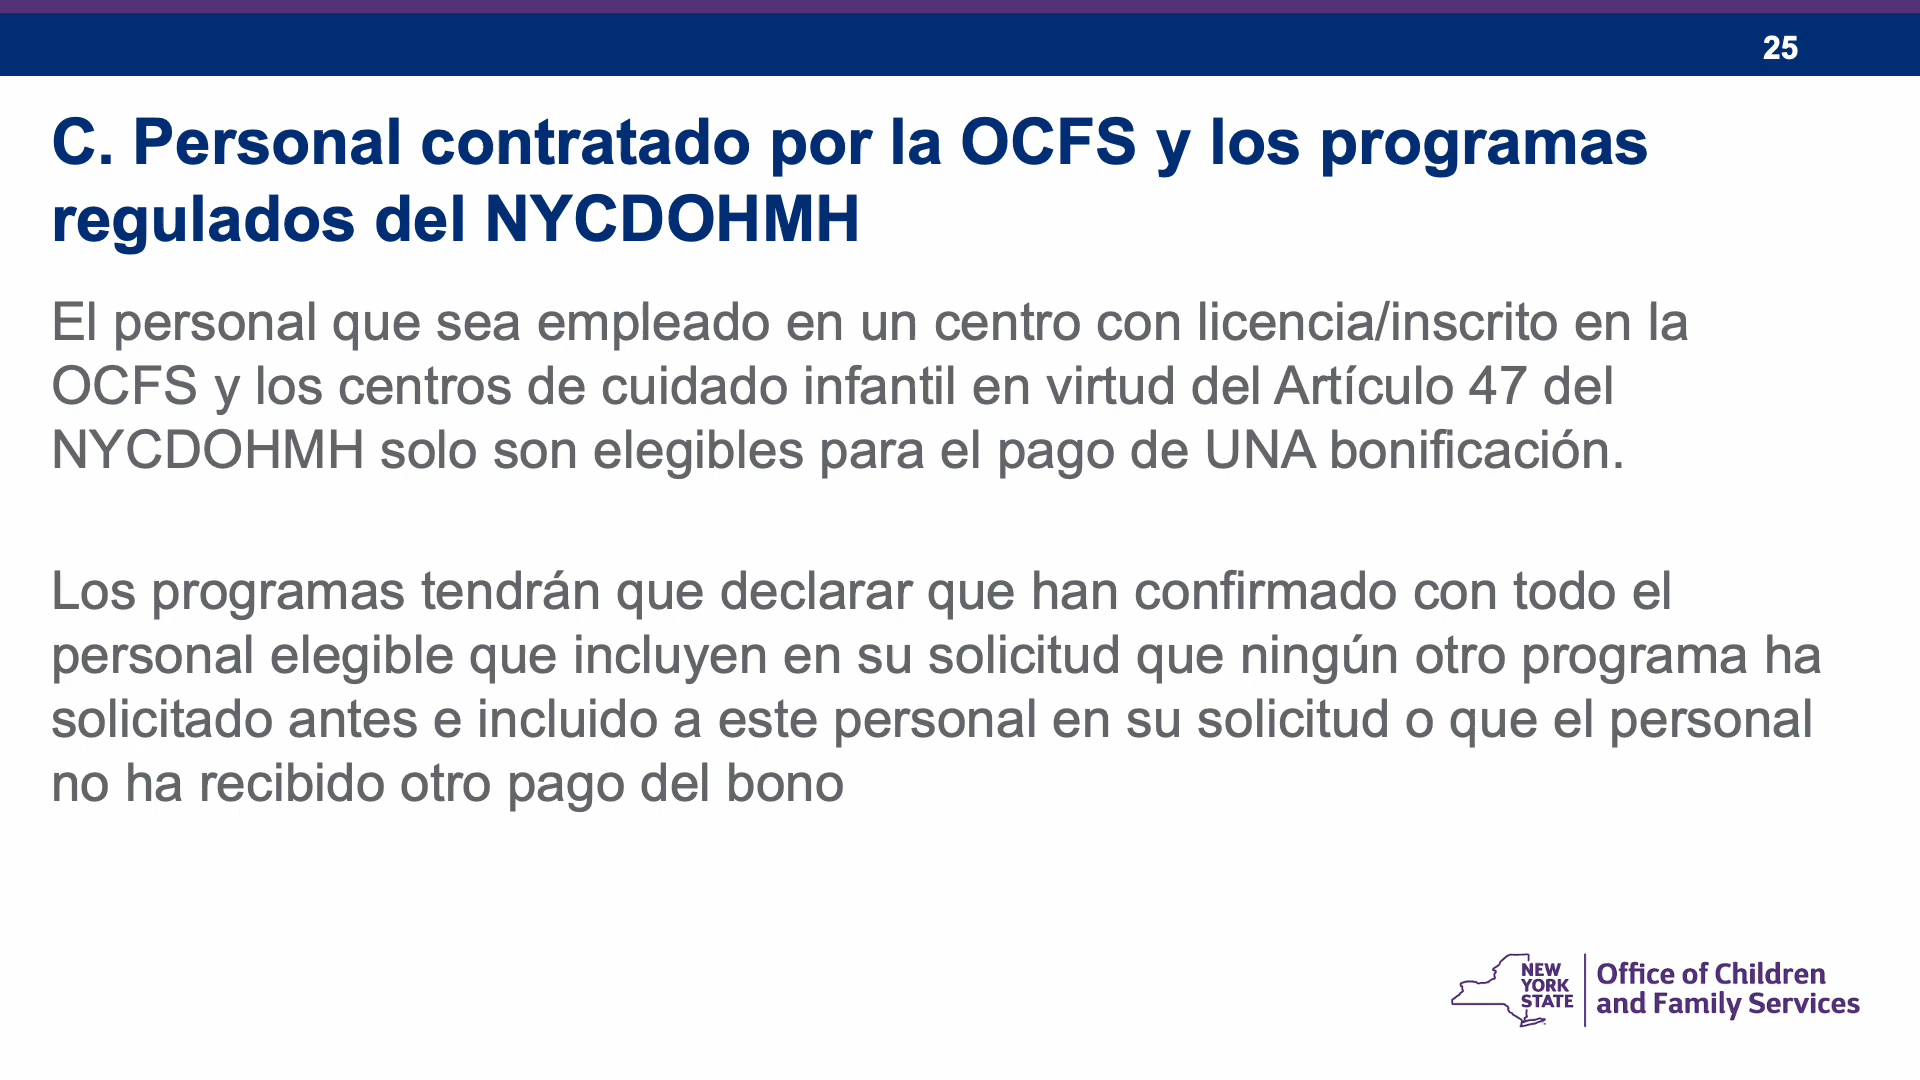 25
C. Personal contratado por la OCFS y los programas
regulados del NYCDOHMH
El personal que sea empleado en un centro con licencia/inscrito en la
OCFS y los centros de cuidado infantil en virtud del Artículo 47 del
NYCDOHMH solo son elegibles para el pago de UNA bonificación.
Los programas tendrán que declarar que han confirmado con todo el
personal elegible que incluyen en su solicitud que ningún otro programa ha
solicitado antes e incluido a este personal en su solicitud o que el personal
no ha recibido otro pago del bono
NEW
YORK
STATE
Office of Children
and Family Services